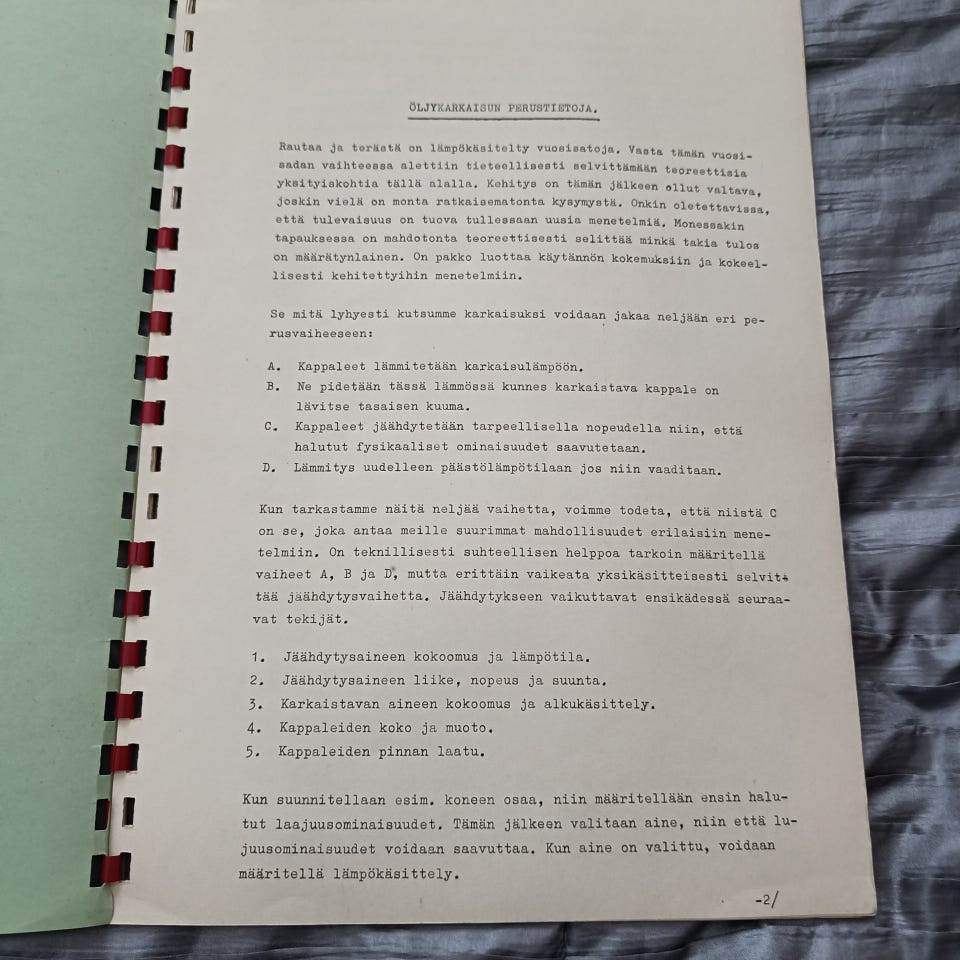 ÖLJYKARKAISUN PERUSTIETOJA.
Rautaa ja terästä on lämpökäsitelty vuosisatoja. Vasta tämän vuosi-
sadan vaihteessa alettiin tieteellisesti selvittämään teoreettisia
yksityiskohtia tällä alalla. Kehitys on tämän jälkeen ollut valtava,
joskin vielä on monta ratkaisematonta kysymystä. Onkin oletettavissa,
että tulevaisuus on tuova tullessaan uusia menetelmiä. Monessakin
tapauksessa on mahdotonta teoreettisesti selittää minkä takia tulos
on määrätynlainen. On pakko luottaa käytännön kokemuksiin ja kokeel-
lisesti kehitettyihin menetelmiin.
Se mitä lyhyesti kutsumme karkaisuksi voidaan jakaa neljään eri pe-
rusvaiheeseen:
A. Kappaleet lämmitetään karkaisulämpöön.
B. Ne pidetään tässä lämmössä kunnes karkaistava kappale on
lävitse tasaisen kuuma.
C. Kappaleet jäähdytetään tarpeellisella nopeudella niin, että
halutut fysikaaliset ominaisuudet saavutetaan.
D. Lämmitys uudelleen päästölämpötilaan jos niin vaaditaan.
Kun tarkastamme näitä neljää vaihetta, voimme todeta, että niistä C
on se, joka antaa meille suurimmat mahdollisuudet erilaisiin mene-
telmiin. On teknillisesti suhteellisen helppoa tarkoin määritellä
vaiheet A, B ja D, mutta erittäin vaikeata yksikäsitteisesti selvit-
tää jäähdytysvaihetta. Jäähdytykseen vaikuttavat ensikädessä seuraa-
vat tekijät.
1. Jäähdytysaineen kokoomus ja lämpötila.
2. Jäähdytysaineen liike, nopeus ja suunta.
3. Karkaistavan aineen kokoomus ja alkukäsittely.
4. Kappaleiden koko ja muoto.
5. Kappaleiden pinnan laatu.
Kun suunnitellaan esim. koneen osaa, niin määritellään ensin halu-
tut laajuusominaisuudet. Tämän jälkeen valitaan aine, niin että lu-
juusominaisuudet voidaan saavuttaa. Kun aine on valittu, voidaan
määritellä lämpökäsittely.
-2/